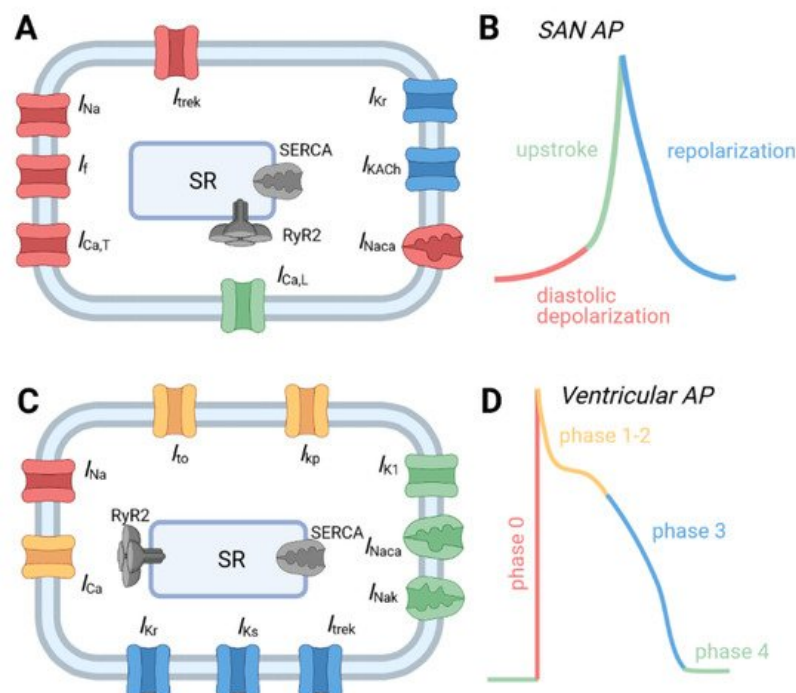 A
I_Na
I_trek
I_Kr
I_f
SERCA
SR
I_KACh
I_Ca,T
RyR2
I_Naca
I_Ca,L
B
SAN AP
upstroke
repolarization
diastolic
depolarization
C
I_to
I_kp
I_Na
I_K1
RyR2
SERCA
SR
I_Naca
I_Ca
I_Nak
I_Kr
I_Ks
I_trek
D
Ventricular AP
phase 1-2
phase 0
phase 3
phase 4